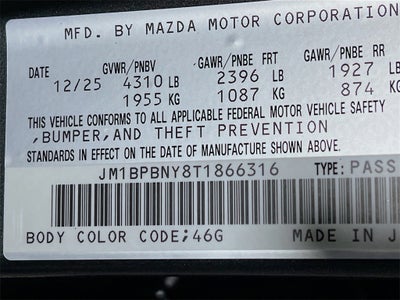 MFD. BY MAZDA MOTOR CORPORATION
DATE GVWR/PNBV GAWR/PNBE FRT GAWR/PNBE RR
12/25 4310 LB 2396 LB 1927 LB
1955 KG 1087 KG 874 KG
THIS VEHICLE CONFORMS TO ALL APPLICABLE FEDERAL MOTOR VEHICLE SAFETY
,BUMPER,AND THEFT PREVENTION
STANDARDS IN EFFECT ON THE DATE OF MANUFACTURE SHOWN ABOVE.
JM1BPBNY8T1866316 TYPE: PASS
BODY COLOR CODE;46G MADE IN J